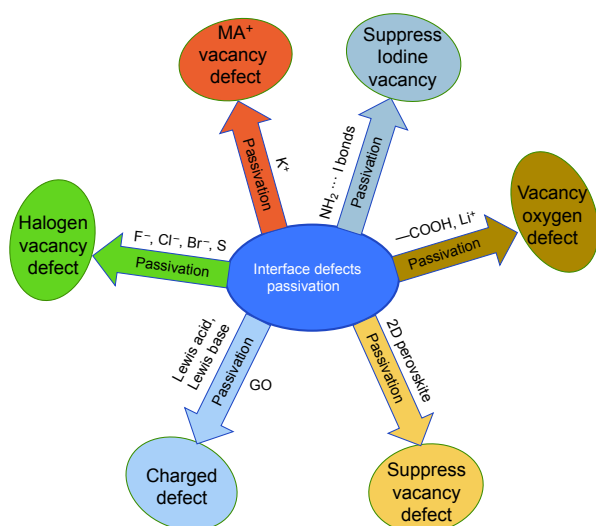 MA⁺
vacancy
defect
Suppress
Iodine
vacancy
K⁺
Passivation
NH₂ ··· I bonds
Passivation
Halogen
vacancy
defect
F⁻, Cl⁻, Br⁻, S
Passivation
Interface defects
passivation
—COOH, Li⁺
Passivation
Vacancy
oxygen
defect
Lewis acid,
Lewis base
Passivation
GO
2D perovskite
Passivation
Charged
defect
Suppress
vacancy
defect